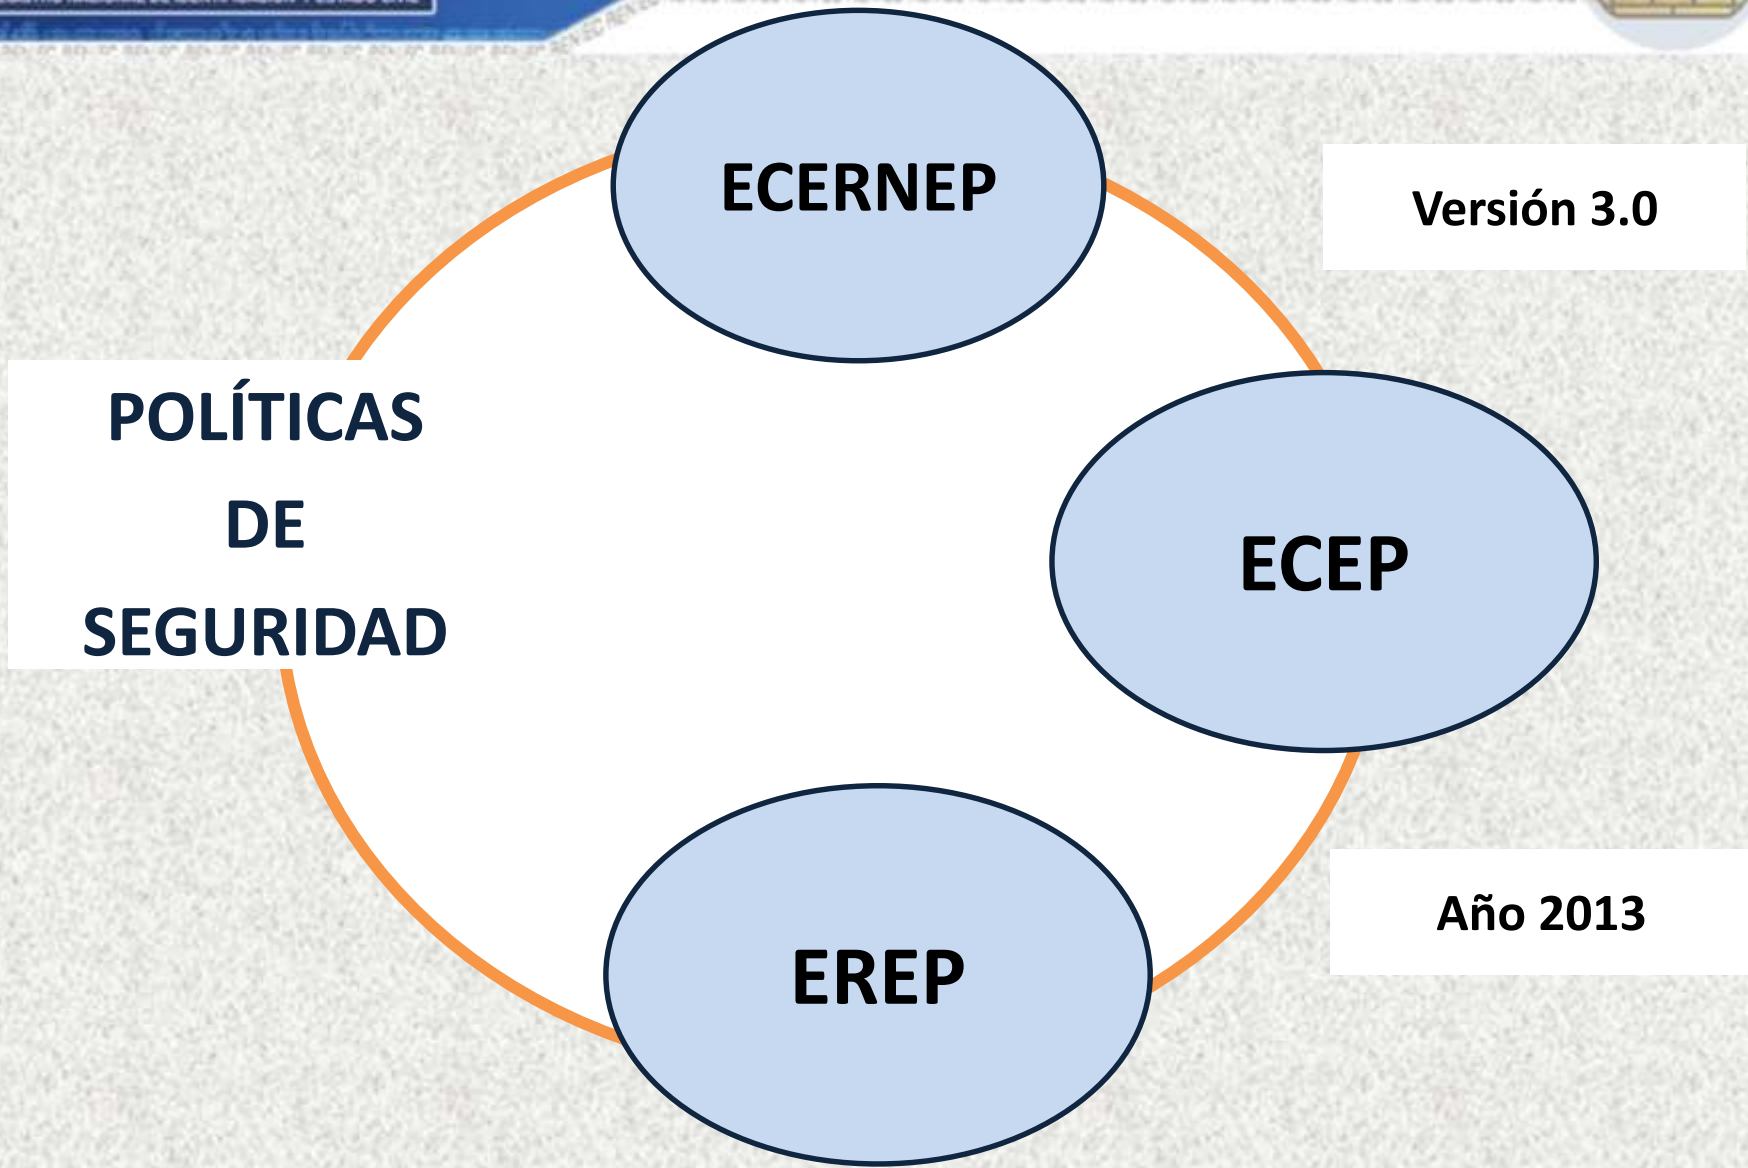 ECERNEP
Versión 3.0
POLÍTICAS
DE
SEGURIDAD
ECEP
Año 2013
EREP